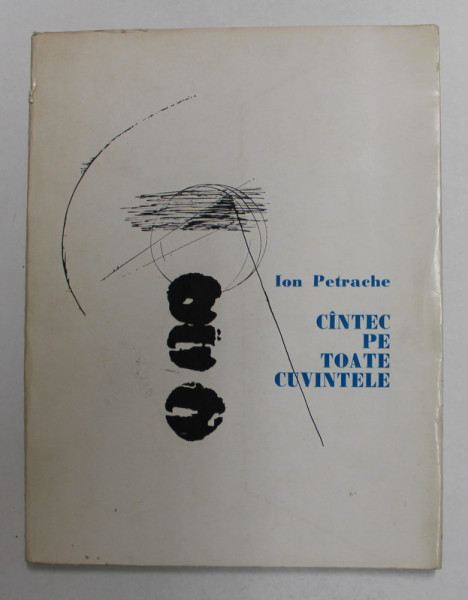 Ion Petrache
CÎNTEC
PE
TOATE
CUVINTELE